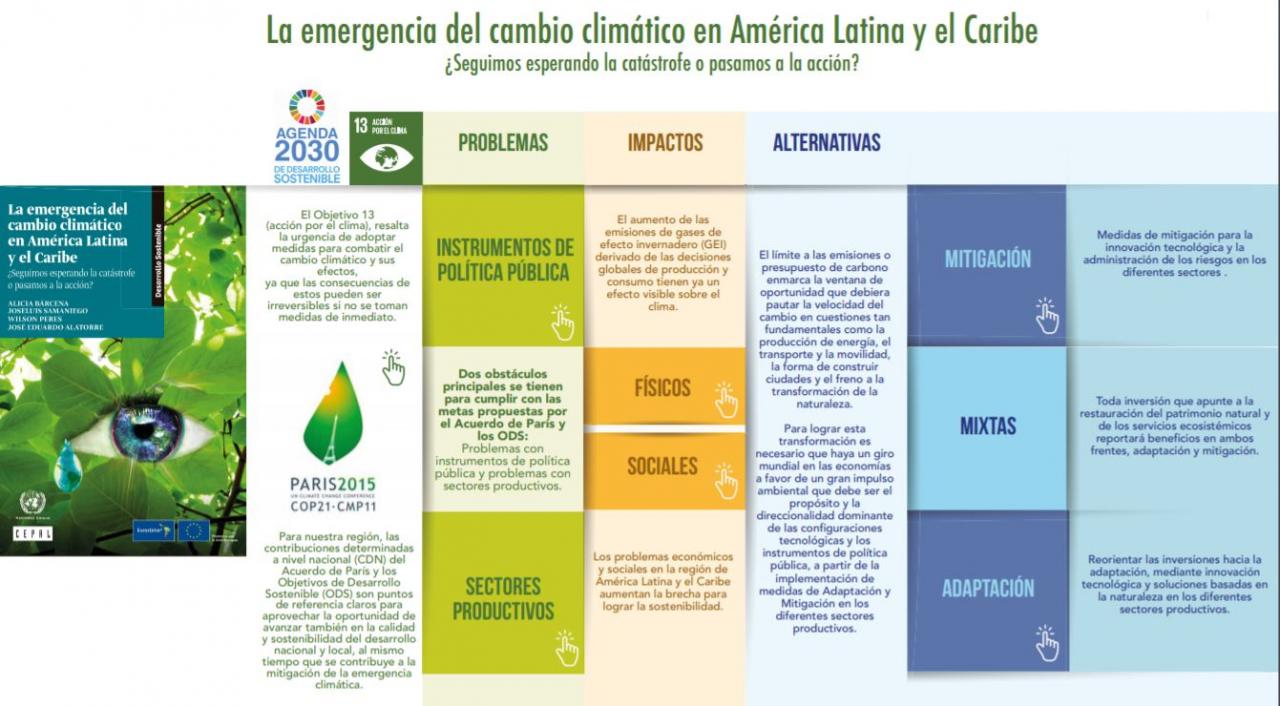 La emergencia del cambio climático en América Latina y el Caribe
¿Seguimos esperando la catástrofe o pasamos a la acción?
La emergencia del
cambio climático
en América Latina
y el Caribe
¿Seguimos esperando la catástrofe
o pasamos a la acción?
ALICIA BÁRCENA
JOSELUIS SAMANIEGO
WILSON PERES
JOSÉ EDUARDO ALATORRE
Desarrollo Sostenible
CEPAL
AGENDA
2030
DE DESARROLLO
SOSTENIBLE
13 ACCIÓN
POR EL CLIMA
El Objetivo 13
(acción por el clima), resalta
la urgencia de adoptar
medidas para combatir el
cambio climático y sus
efectos,
ya que las consecuencias de
estos pueden ser
irreversibles si no se toman
medidas de inmediato.
PARIS2015
UN CLIMATE CHANGE CONFERENCE
COP21·CMP11
Para nuestra región, las
contribuciones determinadas
a nivel nacional (CDN) del
Acuerdo de París y los
Objetivos de Desarrollo
Sostenible (ODS) son puntos
de referencia claros para
aprovechar la oportunidad de
avanzar también en la calidad
y sostenibilidad del desarrollo
nacional y local, al mismo
tiempo que se contribuye a la
mitigación de la emergencia
climática.
PROBLEMAS
INSTRUMENTOS DE
POLÍTICA PÚBLICA
Dos obstáculos
principales se tienen
para cumplir con las
metas propuestas por
el Acuerdo de París y
los ODS:
Problemas con
instrumentos de política
pública y problemas con
sectores productivos.
SECTORES
PRODUCTIVOS
IMPACTOS
El aumento de las
emisiones de gases de
efecto invernadero (GEI)
derivado de las decisiones
globales de producción y
consumo tienen ya un
efecto visible sobre el
clima.
FÍSICOS
SOCIALES
Los problemas económicos
y sociales en la región de
América Latina y el Caribe
aumentan la brecha para
lograr la sostenibilidad.
ALTERNATIVAS
El límite a las emisiones o
presupuesto de carbono
enmarca la ventana de
oportunidad que debiera
pautar la velocidad del
cambio en cuestiones tan
fundamentales como la
producción de energía, el
transporte y la movilidad,
la forma de construir
ciudades y el freno a la
transformación de la
naturaleza.
Para lograr esta
transformación es
necesario que haya un giro
mundial en las economías
a favor de un gran impulso
ambiental que debe ser el
propósito y la
direccionalidad dominante
de las configuraciones
tecnológicas y los
instrumentos de política
pública, a partir de la
implementación de
medidas de Adaptación y
Mitigación en los
diferentes sectores
productivos.
MITIGACIÓN
Medidas de mitigación para la
innovación tecnológica y la
administración de los riesgos en los
diferentes sectores .
MIXTAS
Toda inversión que apunte a la
restauración del patrimonio natural y
de los servicios ecosistémicos
reportará beneficios en ambos
frentes, adaptación y mitigación.
ADAPTACIÓN
Reorientar las inversiones hacia la
adaptación, mediante innovación
tecnológica y soluciones basadas en
la naturaleza en los diferentes
sectores productivos.